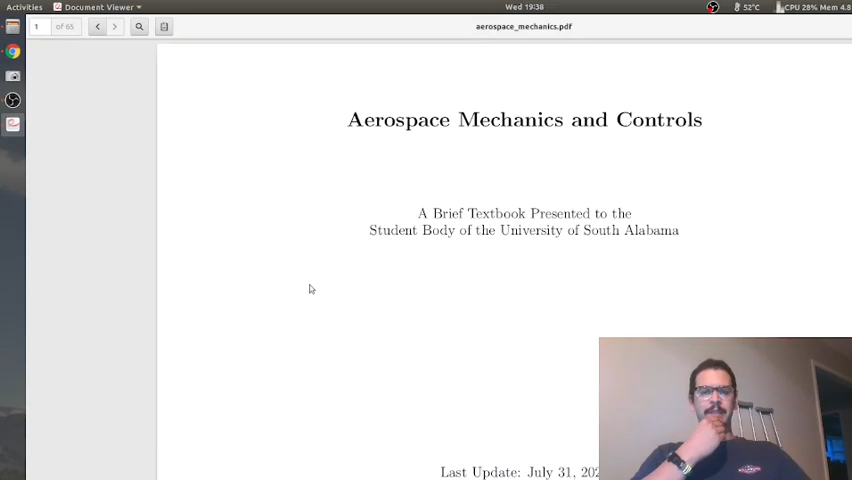 Activities Document Viewer Wed 19:38 52°C CPU 28% Mem 4.8
1 of 65 aerospace_mechanics.pdf
Aerospace Mechanics and Controls
A Brief Textbook Presented to the
Student Body of the University of South Alabama
Last Update: July 31, 202